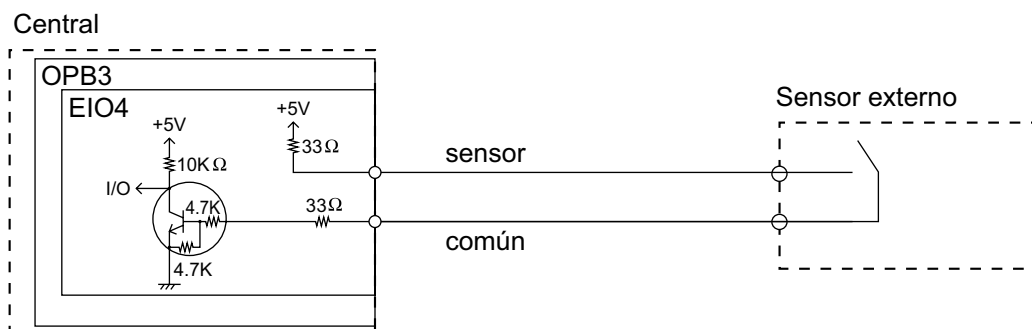 Central
OPB3
EIO4
+5V
+5V
33Ω
10KΩ
I/O
4.7K
33Ω
4.7K
sensor
común
Sensor externo